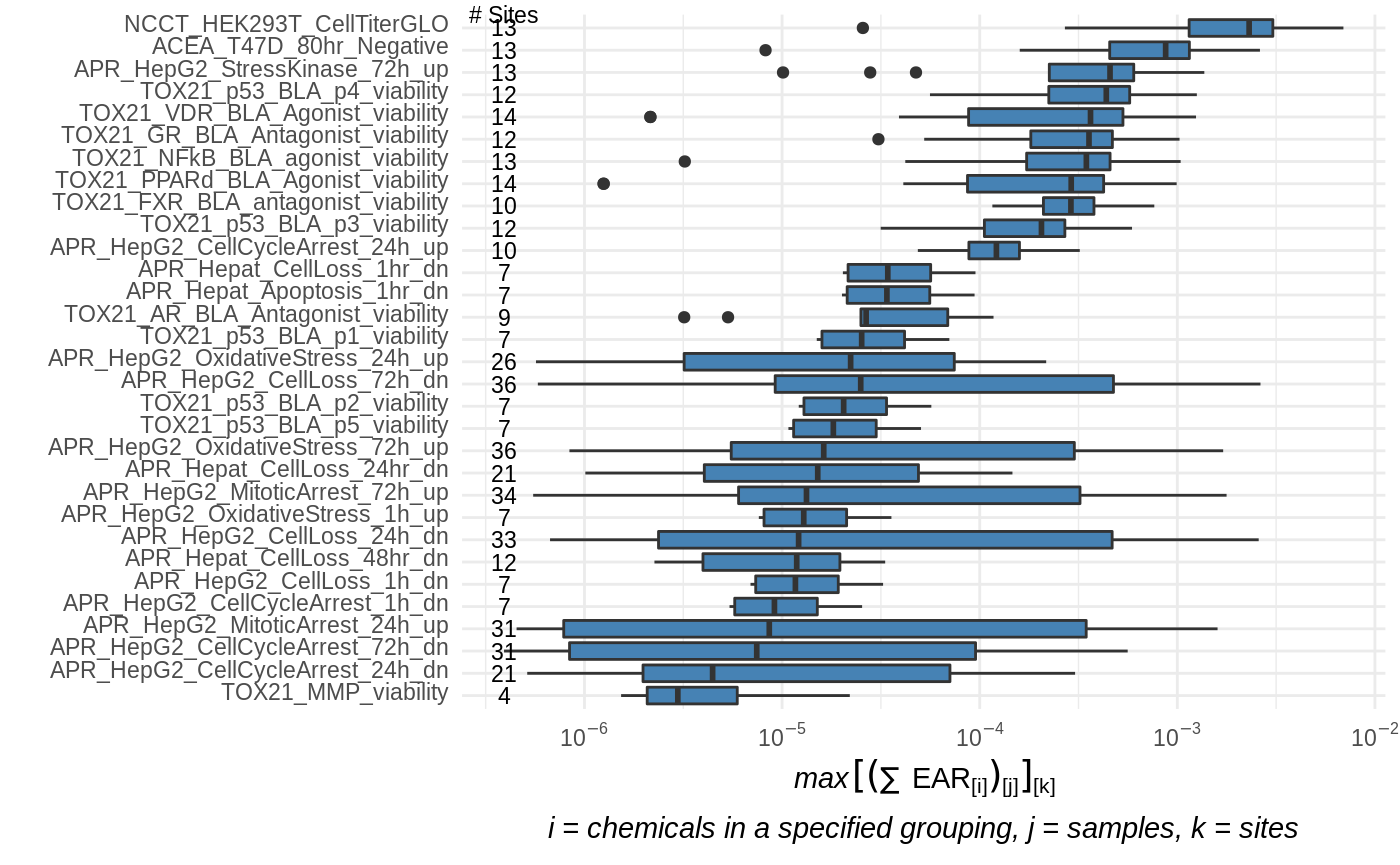 # Sites
NCCT_HEK293T_CellTiterGLO 13
ACEA_T47D_80hr_Negative 13
APR_HepG2_StressKinase_72h_up 13
TOX21_p53_BLA_p4_viability 12
TOX21_VDR_BLA_Agonist_viability 14
TOX21_GR_BLA_Antagonist_viability 12
TOX21_NFkB_BLA_agonist_viability 13
TOX21_PPARd_BLA_Agonist_viability 14
TOX21_FXR_BLA_antagonist_viability 10
TOX21_p53_BLA_p3_viability 12
APR_HepG2_CellCycleArrest_24h_up 10
APR_Hepat_CellLoss_1hr_dn 7
APR_Hepat_Apoptosis_1hr_dn 7
TOX21_AR_BLA_Antagonist_viability 9
TOX21_p53_BLA_p1_viability 7
APR_HepG2_OxidativeStress_24h_up 26
APR_HepG2_CellLoss_72h_dn 36
TOX21_p53_BLA_p2_viability 7
TOX21_p53_BLA_p5_viability 7
APR_HepG2_OxidativeStress_72h_up 36
APR_Hepat_CellLoss_24hr_dn 21
APR_HepG2_MitoticArrest_72h_up 34
APR_HepG2_OxidativeStress_1h_up 7
APR_HepG2_CellLoss_24h_dn 33
APR_Hepat_CellLoss_48hr_dn 12
APR_HepG2_CellLoss_1h_dn 7
APR_HepG2_CellCycleArrest_1h_dn 7
APR_HepG2_MitoticArrest_24h_up 31
APR_HepG2_CellCycleArrest_72h_dn 31
APR_HepG2_CellCycleArrest_24h_dn 21
TOX21_MMP_viability 4
10⁻⁶ 10⁻⁵ 10⁻⁴ 10⁻³ 10⁻²
max[(∑ EAR[i])[j]][k]
i = chemicals in a specified grouping, j = samples, k = sites